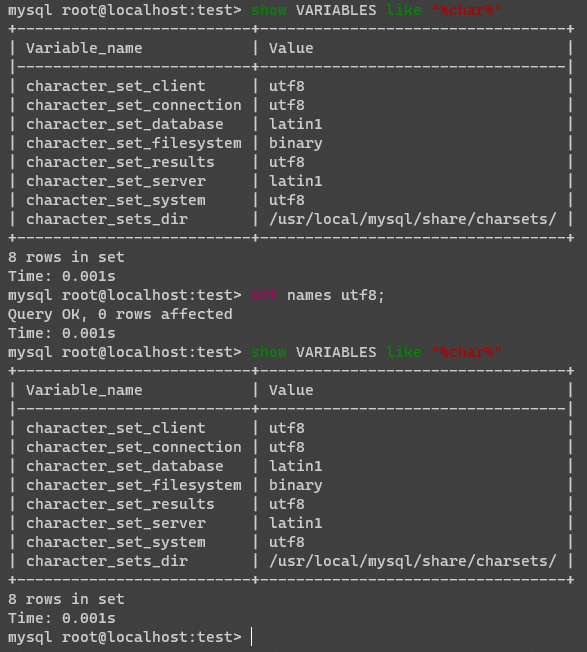 mysql root@localhost:test> show VARIABLES like "%char%"
+--------------------------+----------------------------------+
| Variable_name            | Value                            |
|--------------------------+----------------------------------|
| character_set_client     | utf8                             |
| character_set_connection | utf8                             |
| character_set_database   | latin1                           |
| character_set_filesystem | binary                           |
| character_set_results    | utf8                             |
| character_set_server     | latin1                           |
| character_set_system     | utf8                             |
| character_sets_dir       | /usr/local/mysql/share/charsets/ |
+--------------------------+----------------------------------+
8 rows in set
Time: 0.001s
mysql root@localhost:test> set names utf8;
Query OK, 0 rows affected
Time: 0.001s
mysql root@localhost:test> show VARIABLES like "%char%"
+--------------------------+----------------------------------+
| Variable_name            | Value                            |
|--------------------------+----------------------------------|
| character_set_client     | utf8                             |
| character_set_connection | utf8                             |
| character_set_database   | latin1                           |
| character_set_filesystem | binary                           |
| character_set_results    | utf8                             |
| character_set_server     | latin1                           |
| character_set_system     | utf8                             |
| character_sets_dir       | /usr/local/mysql/share/charsets/ |
+--------------------------+----------------------------------+
8 rows in set
Time: 0.001s
mysql root@localhost:test>